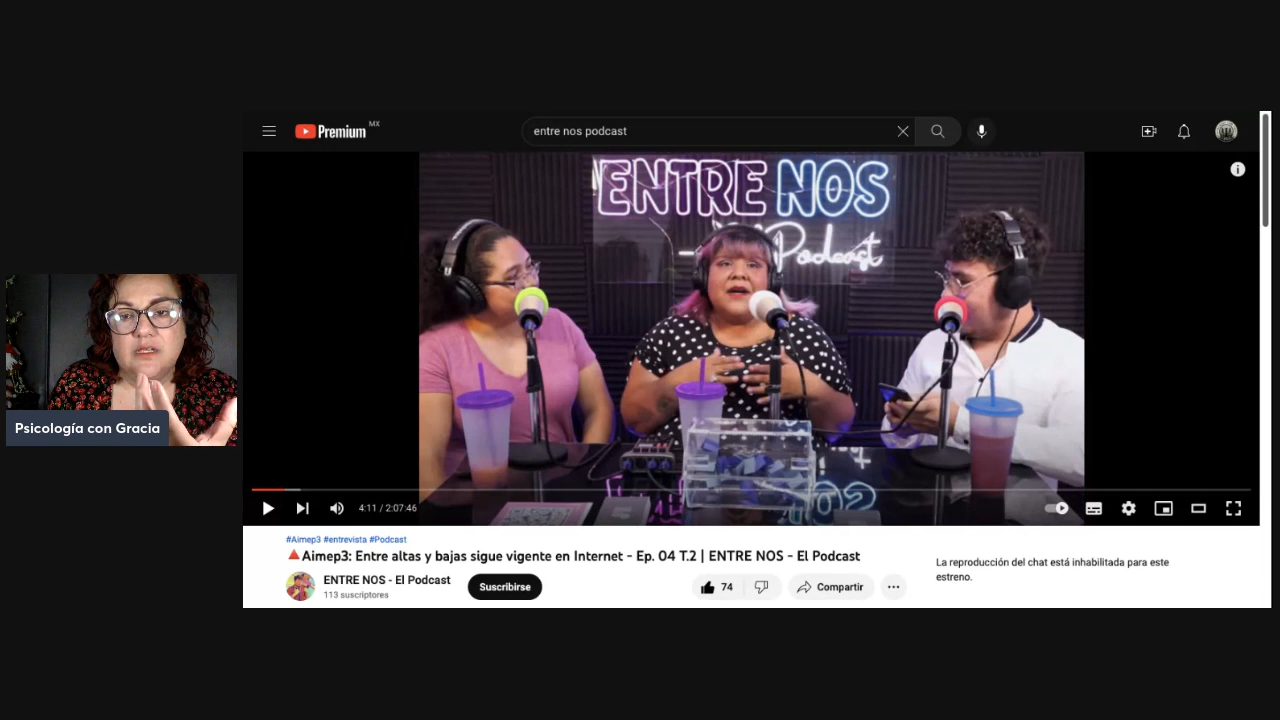 Premium MX
entre nos podcast
ENTRE NOS
Podcast
Psicología con Gracia
4:11 / 2:07:46
#Aimep3 #entrevista #Podcast
🔺Aimep3: Entre altas y bajas sigue vigente en Internet - Ep. 04 T.2 | ENTRE NOS - El Podcast
ENTRE NOS - El Podcast
113 suscriptores
Suscribirse
74
Compartir
La reproducción del chat está inhabilitada para este
estreno.